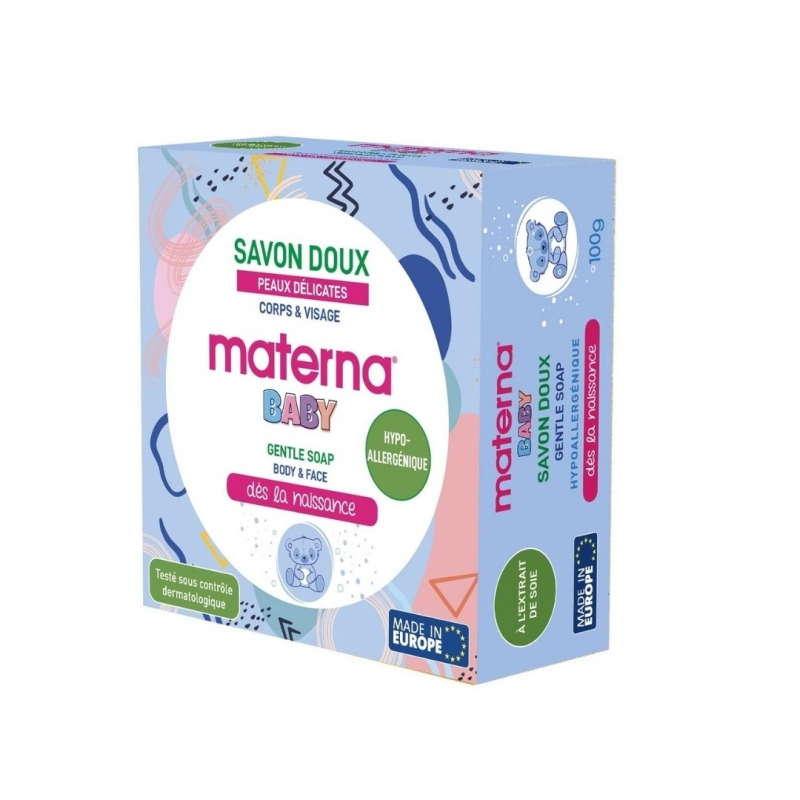 SAVON DOUX
PEAUX DÉLICATES
CORPS & VISAGE
materna®
BABY
GENTLE SOAP
BODY & FACE
dès la naissance
HYPO-
ALLERGÉNIQUE
Testé sous contrôle
dermatologique
MADE IN
EUROPE
100g
materna
BABY
SAVON DOUX
GENTLE SOAP
HYPOALLERGÉNIQUE
dès la naissance
À L'EXTRAIT
DE SOIE
MADE IN
EUROPE